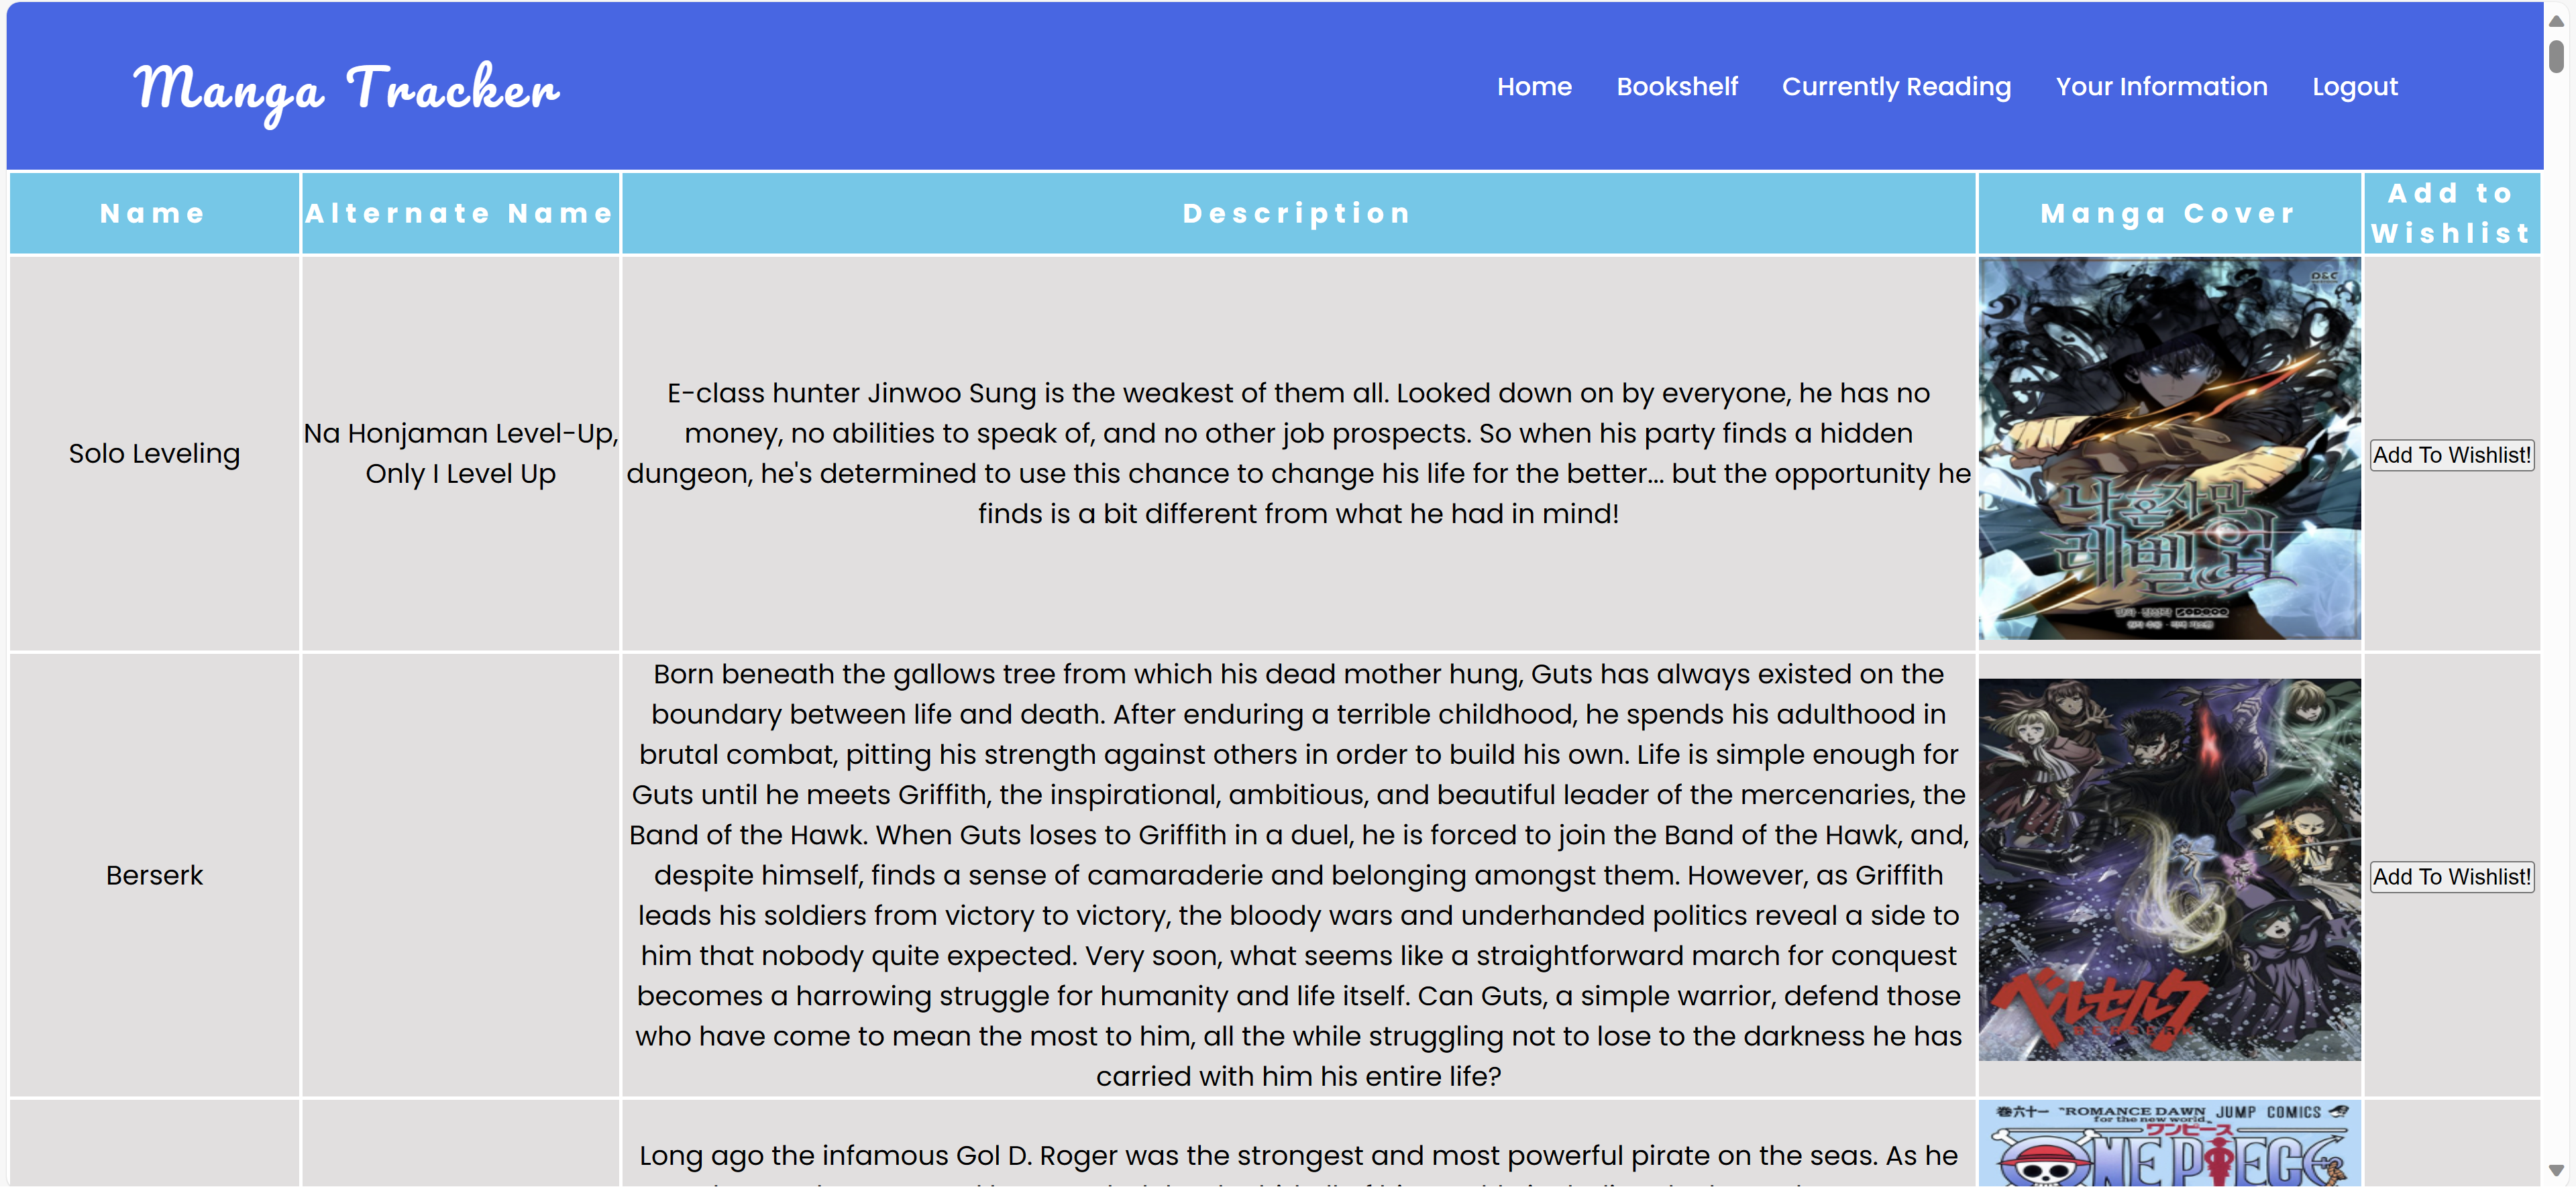 Manga Tracker
Home Bookshelf Currently Reading Your Information Logout
Name
Alternate Name
Description
Manga Cover
Add to
Wishlist
Solo Leveling
Na Honjaman Level-Up,
Only I Level Up
E-class hunter Jinwoo Sung is the weakest of them all. Looked down on by everyone, he has no
money, no abilities to speak of, and no other job prospects. So when his party finds a hidden
dungeon, he's determined to use this chance to change his life for the better... but the opportunity he
finds is a bit different from what he had in mind!
D&C
나 혼자만
레벨업
Add To Wishlist!
Berserk
Born beneath the gallows tree from which his dead mother hung, Guts has always existed on the
boundary between life and death. After enduring a terrible childhood, he spends his adulthood in
brutal combat, pitting his strength against others in order to build his own. Life is simple enough for
Guts until he meets Griffith, the inspirational, ambitious, and beautiful leader of the mercenaries, the
Band of the Hawk. When Guts loses to Griffith in a duel, he is forced to join the Band of the Hawk, and,
despite himself, finds a sense of camaraderie and belonging amongst them. However, as Griffith
leads his soldiers from victory to victory, the bloody wars and underhanded politics reveal a side to
him that nobody quite expected. Very soon, what seems like a straightforward march for conquest
becomes a harrowing struggle for humanity and life itself. Can Guts, a simple warrior, defend those
who have come to mean the most to him, all the while struggling not to lose to the darkness he has
carried with him his entire life?
ベルセルク
BERSERK
Add To Wishlist!
Long ago the infamous Gol D. Roger was the strongest and most powerful pirate on the seas. As he
巻六十一 "ROMANCE DAWN JUMP COMICS
for the new world"
ワンピース
ONE PIECE